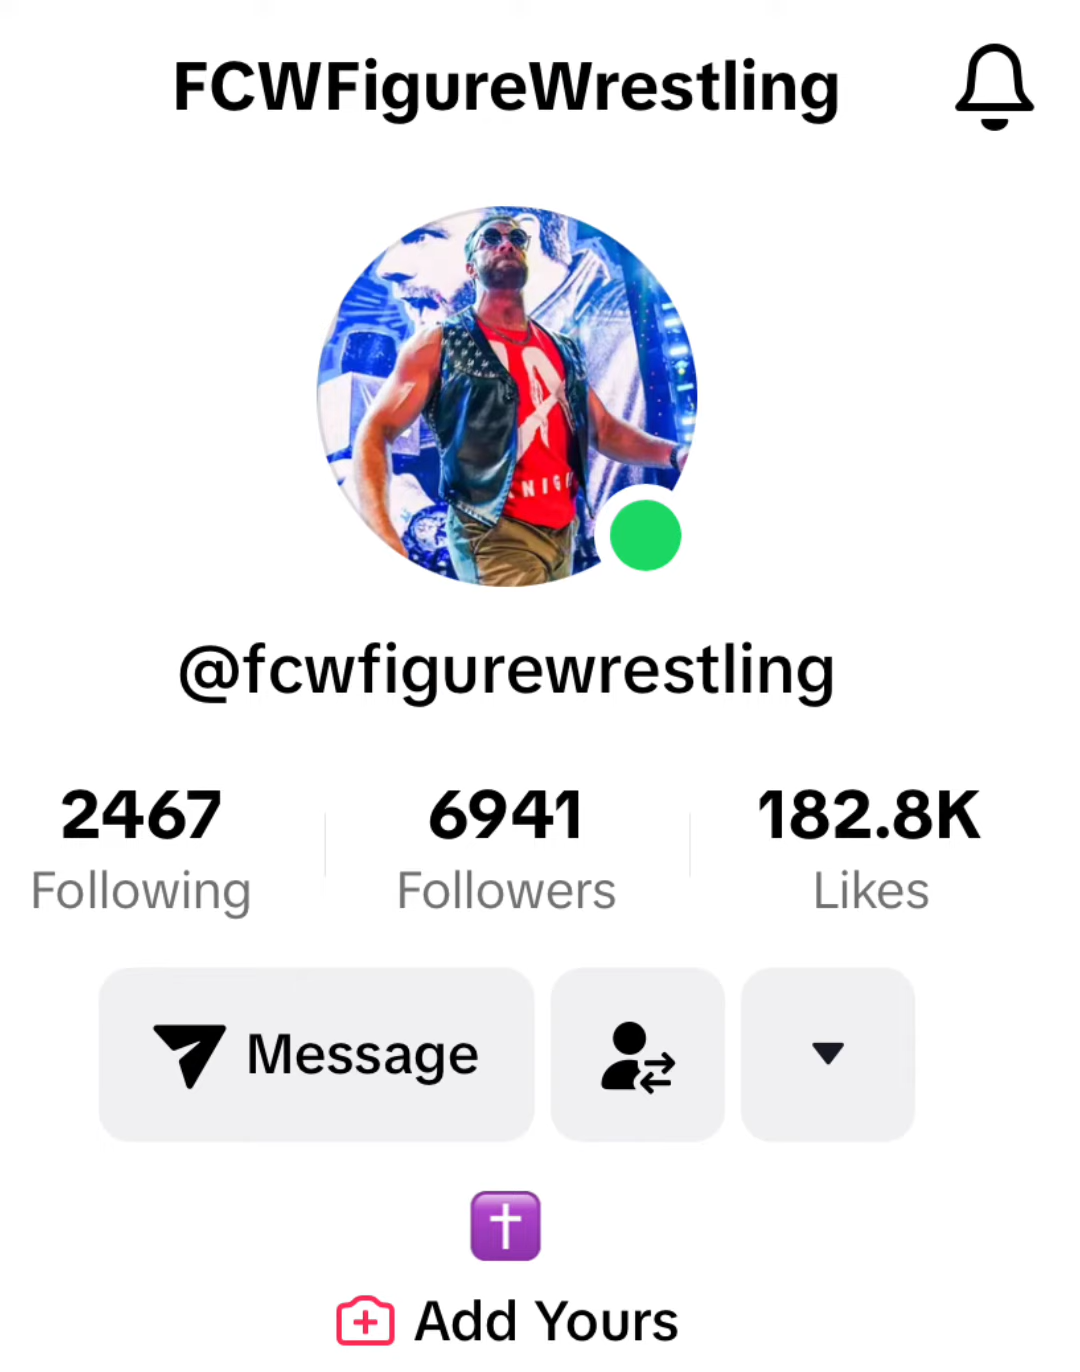 FCWFigureWrestling
@fcwfigurewrestling
2467 6941 182.8K
Following Followers Likes
Message
Add Yours